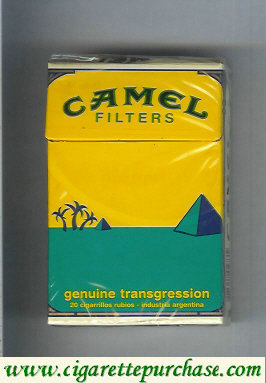 CAMEL
FILTERS
genuine transgression
20 cigarrillos rubios - industria argentina
www.cigarettepurchase.com